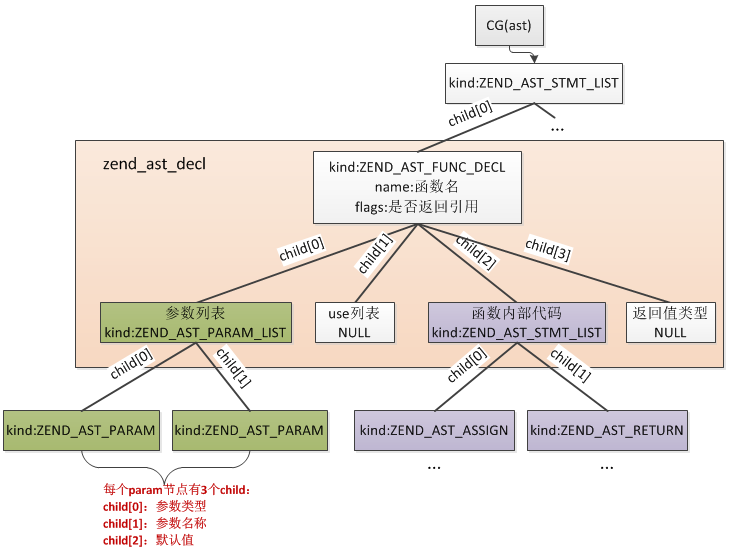 CG(ast)
kind:ZEND_AST_STMT_LIST
child[0]
...
zend_ast_decl
kind:ZEND_AST_FUNC_DECL
name:函数名
flags:是否返回引用
child[0]
child[1]
child[2]
child[3]
参数列表
kind:ZEND_AST_PARAM_LIST
use列表
NULL
函数内部代码
kind:ZEND_AST_STMT_LIST
返回值类型
NULL
child[0]
child[1]
child[0]
child[1]
kind:ZEND_AST_PARAM
kind:ZEND_AST_PARAM
kind:ZEND_AST_ASSIGN
kind:ZEND_AST_RETURN
...
...
每个param节点有3个child：
child[0]：参数类型
child[1]：参数名称
child[2]：默认值